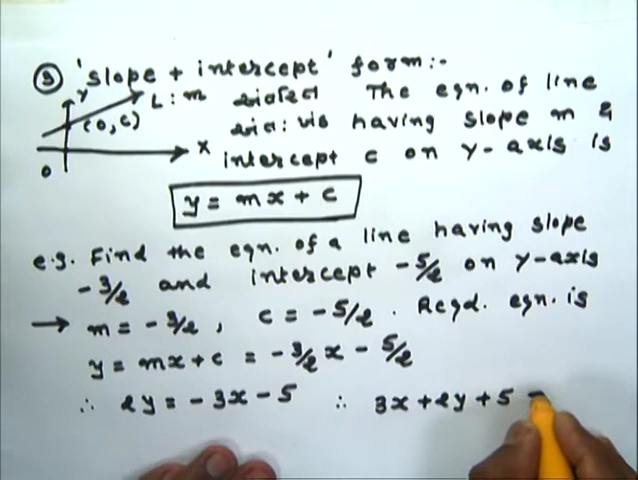 ③ 'slope + intercept' form:-
Y L : m The eqn. of line
(0, c) having slope m &
X intercept c on Y-axis is
0
y = mx + c
e.g. Find the eqn. of a line having slope
-3/2 and intercept -5/2 on Y-axis
→ m = -3/2, c = -5/2. Reqd. eqn. is
y = mx + c = -3/2 x - 5/2
∴ 2y = -3x - 5 ∴ 3x + 2y + 5 =